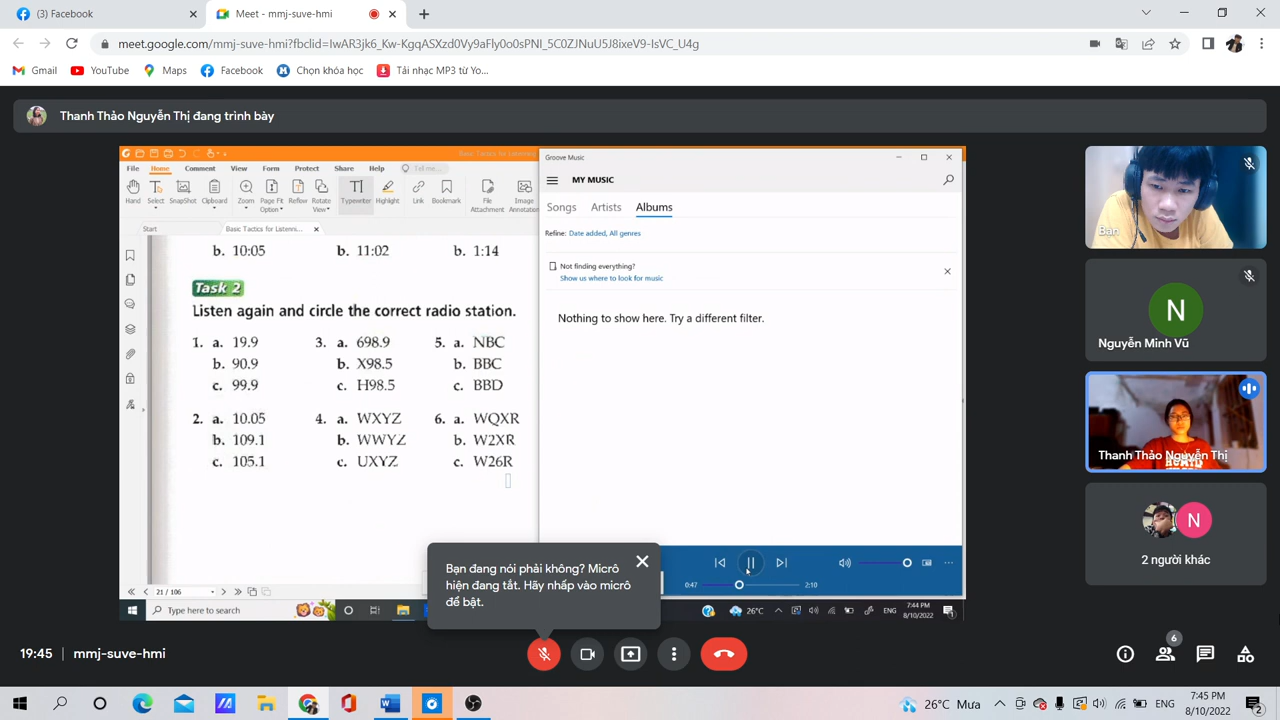 (3) Facebook
Meet - mmj-suve-hmi
meet.google.com/mmj-suve-hmi?fbclid=IwAR3jk6_Kw-KgqASXzd0Vy9aFly0o0sPNI_5C0ZJNuU5J8ixeV9-IsVC_U4g
Gmail YouTube Maps Facebook Chọn khóa học Tải nhạc MP3 từ Yo...
Thanh Thảo Nguyễn Thị đang trình bày
File Home Comment View Form Protect Share Help Tell me...
Hand Select SnapShot Clipboard Zoom Page Fit Option Reflow Rotate View Typewriter Highlight Link Bookmark File Attachment Image Annotation
Start Basic Tactics for Listenni...
b. 10:05 b. 11:02 b. 1:14
Task 2
Listen again and circle the correct radio station.
1. a. 19.9 3. a. 698.9 5. a. NBC
b. 90.9 b. X98.5 b. BBC
c. 99.9 c. H98.5 c. BBD
2. a. 10.05 4. a. WXYZ 6. a. WQXR
b. 109.1 b. WWYZ b. W2XR
c. 105.1 c. UXYZ c. W26R
21 / 106
Groove Music
MY MUSIC
Songs Artists Albums
Refine: Date added, All genres
Not finding everything?
Show us where to look for music
Nothing to show here. Try a different filter.
0:47 2:10
Type here to search
26°C
7:44 PM
8/10/2022
Bạn đang nói phải không? Micrô
hiện đang tắt. Hãy nhấp vào micrô
để bật.
N
Nguyễn Minh Vũ
Thanh Thảo Nguyễn Thị
N
2 người khác
19:45 mmj-suve-hmi
6
26°C Mưa
ENG
7:45 PM
8/10/2022
2